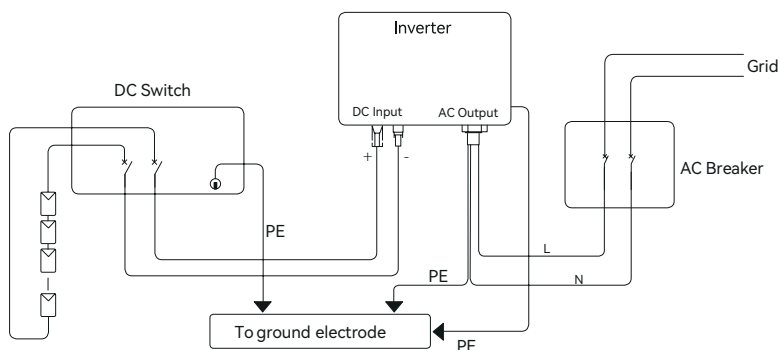 Inverter
Grid
DC Switch
DC Input
AC Output
+
-
AC Breaker
PE
L
PE
N
To ground electrode
PE